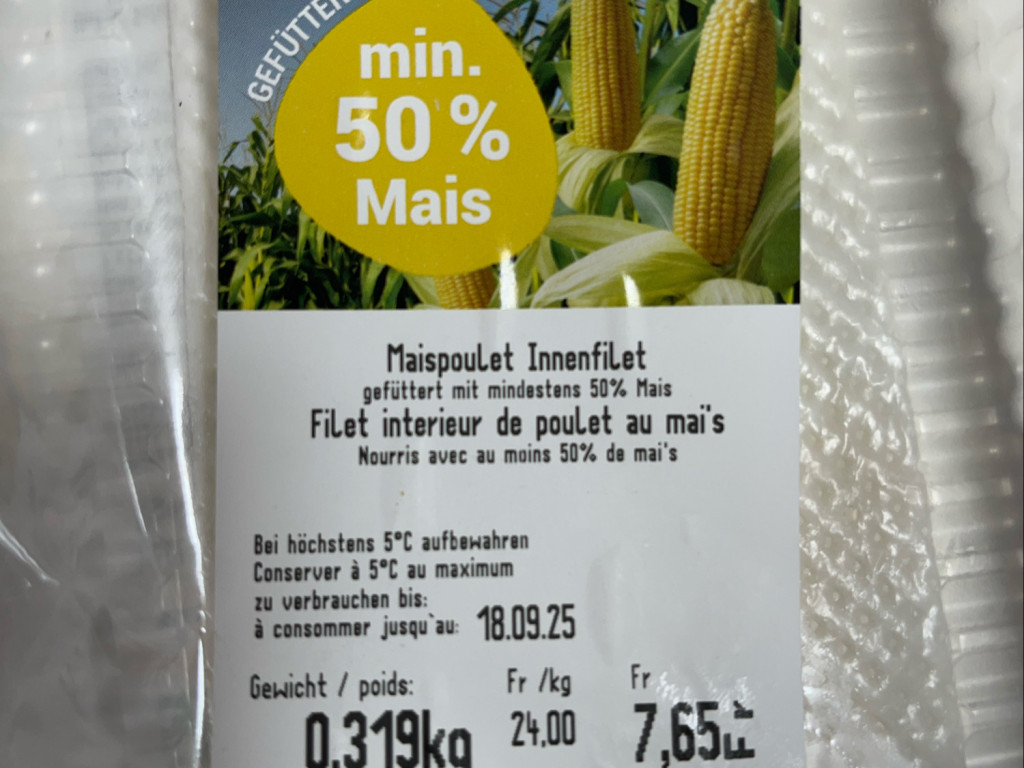 min.
50 %
Mais
Maispoulet Innenfilet
gefüttert mit mindestens 50% Mais
Filet interieur de poulet au mai's
Nourris avec au moins 50% de mai's
Bei höchstens 5°C aufbewahren
Conserver à 5°C au maximum
zu verbrauchen bis:
à consommer jusqu`au: 18.09.25
Gewicht / poids: Fr /kg Fr
0.319kg 24,00 7,65